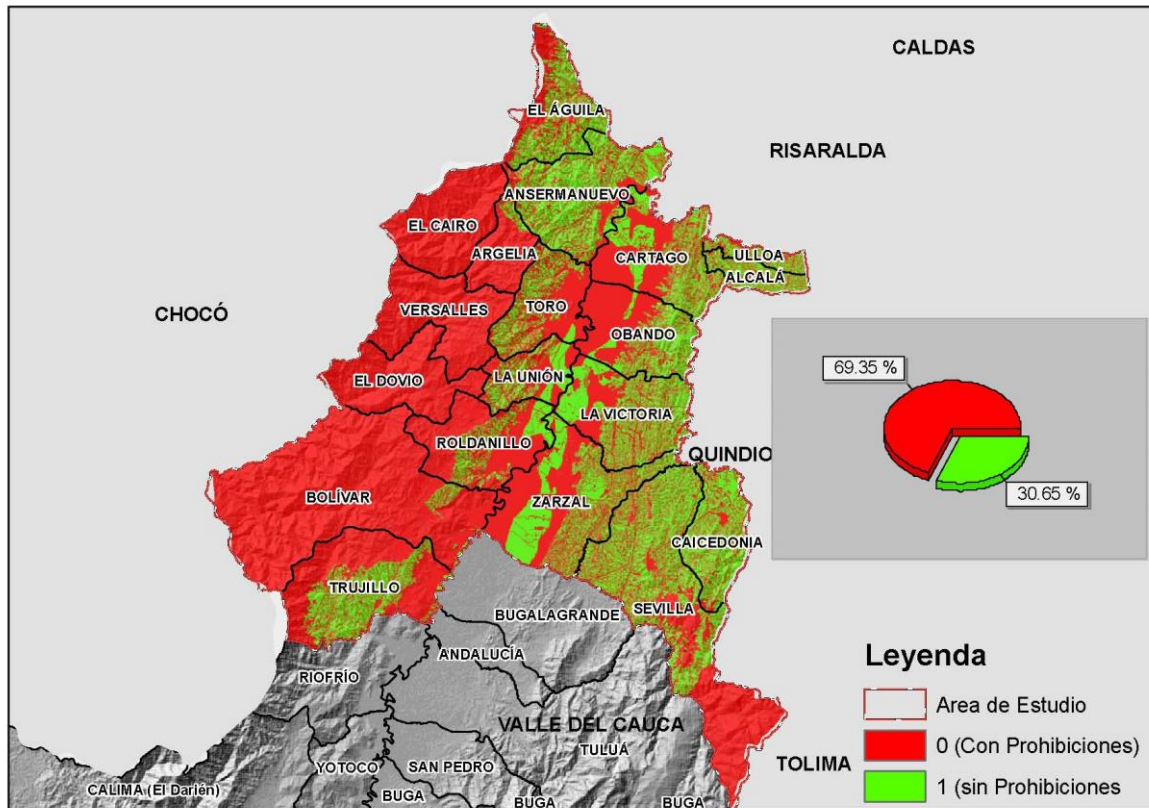 CALDAS
EL ÁGUILA
RISARALDA
ANSERMANUEVO
EL CAIRO
ARGELIA
CARTAGO
ULLOA
ALCALÁ
CHOCÓ
VERSALLES
TORO
OBANDO
69.35 %
EL DOVIO
LA UNIÓN
LA VICTORIA
ROLDANILLO
QUINDIO
30.65 %
BOLÍVAR
ZARZAL
CAICEDONIA
TRUJILLO
SEVILLA
BUGALAGRANDE
ANDALUCÍA
RIOFRÍO
Leyenda
Area de Estudio
0 (Con Prohibiciones)
1 (sin Prohibiciones
VALLE DEL CAUCA
TULUÁ
TOLIMA
YOTOCO
SAN PEDRO
CALIMA (El Darién)
BUGA
BUGA
BUGA